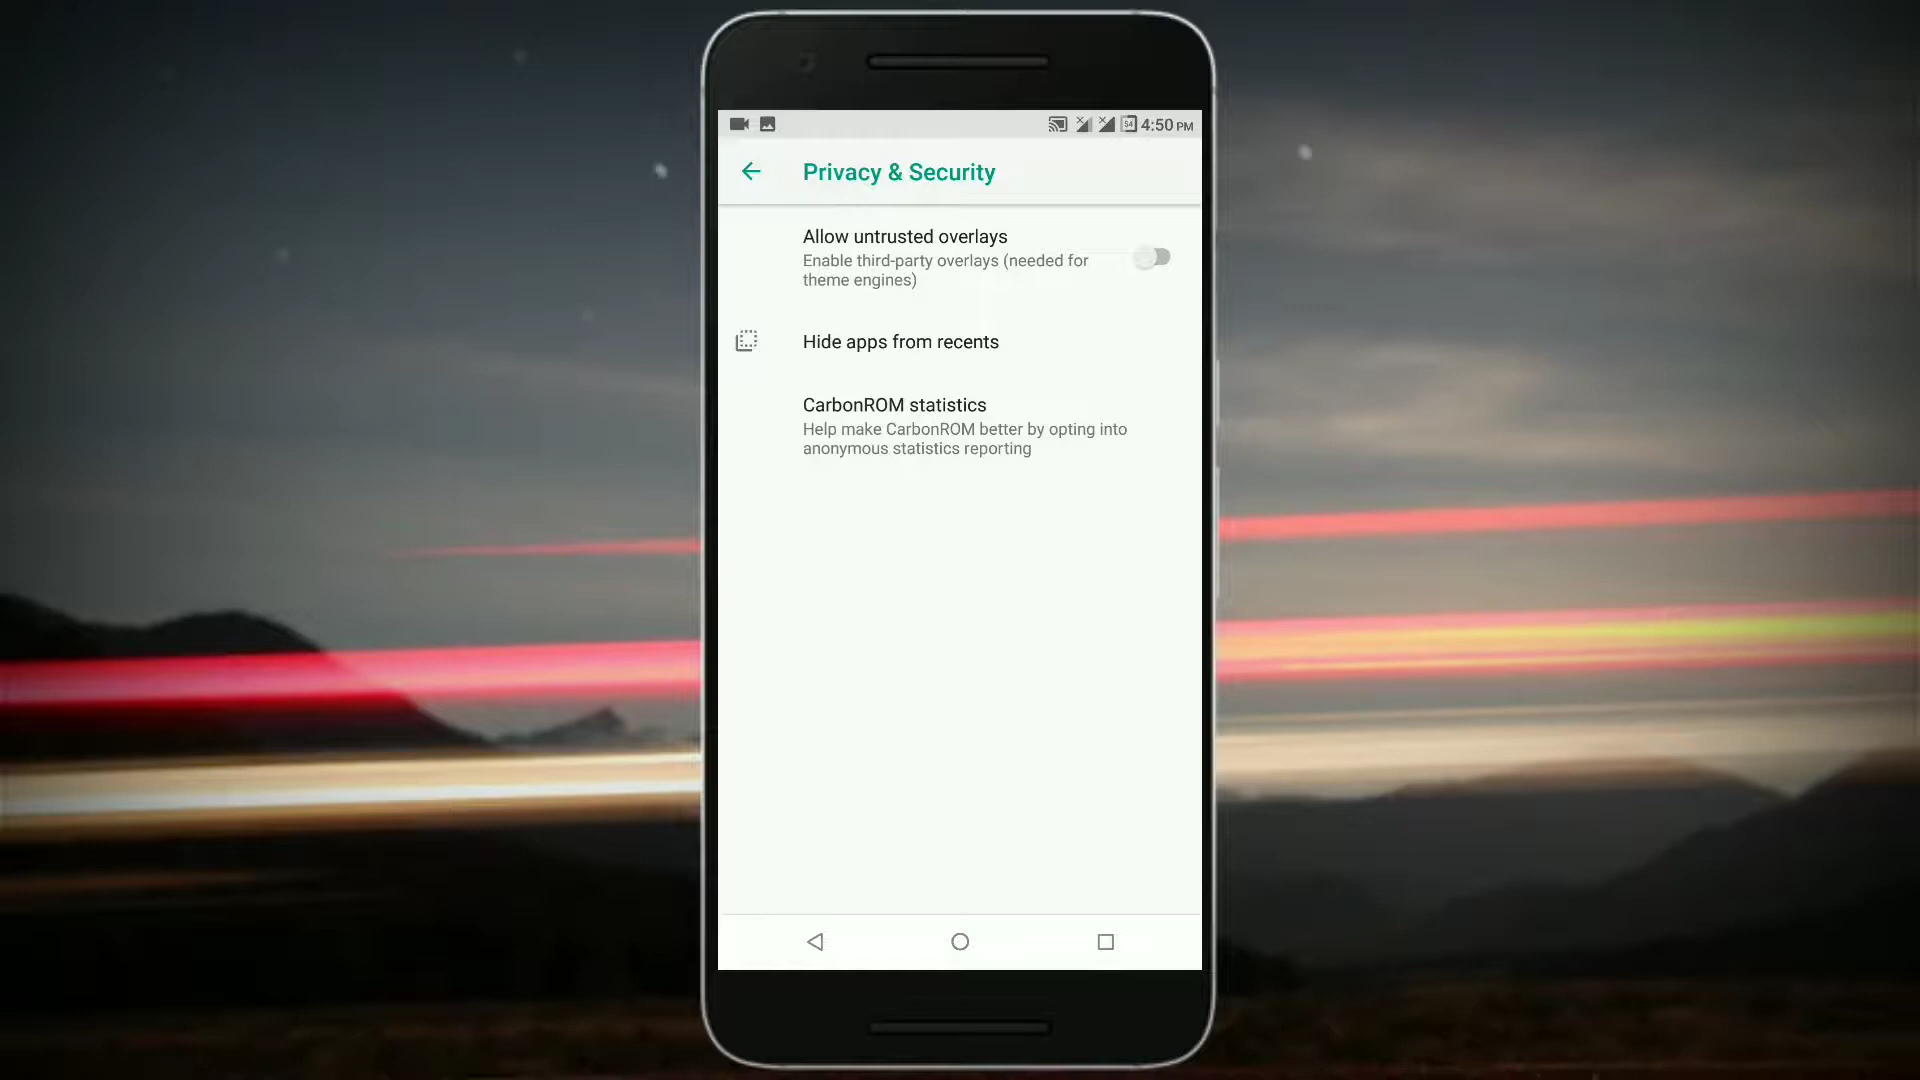 54 4:50 PM
Privacy & Security
Allow untrusted overlays
Enable third-party overlays (needed for
theme engines)
Hide apps from recents
CarbonROM statistics
Help make CarbonROM better by opting into
anonymous statistics reporting